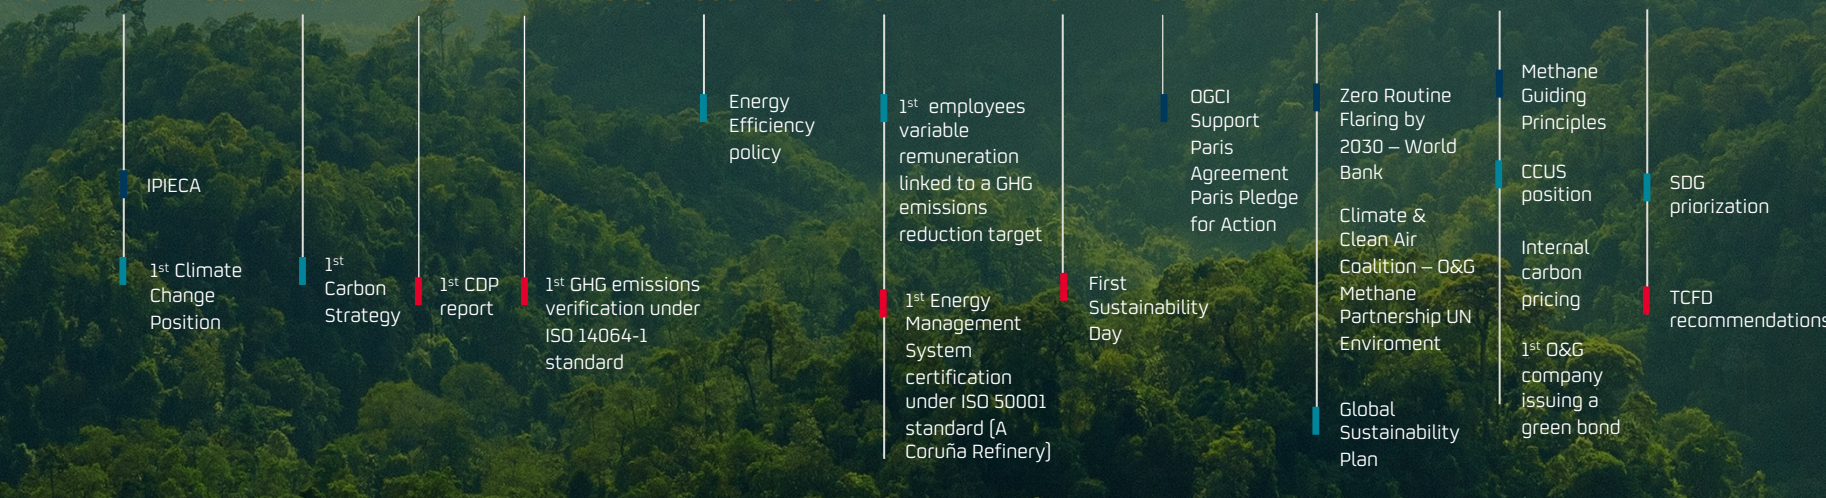 IPIECA
1st Climate
Change
Position
1st
Carbon
Strategy
1st CDP
report
1st GHG emissions
verification under
ISO 14064-1
standard
Energy
Efficiency
policy
1st employees
variable
remuneration
linked to a GHG
emissions
reduction target
1st Energy
Management
System
certification
under ISO 50001
standard (A
Coruña Refinery)
First
Sustainability
Day
OGCI
Support
Paris
Agreement
Paris Pledge
for Action
Zero Routine
Flaring by
2030 – World
Bank
Climate &
Clean Air
Coalition – O&G
Methane
Partnership UN
Enviroment
Global
Sustainability
Plan
Methane
Guiding
Principles
CCUS
position
Internal
carbon
pricing
1st O&G
company
issuing a
green bond
SDG
priorization
TCFD
recommendations